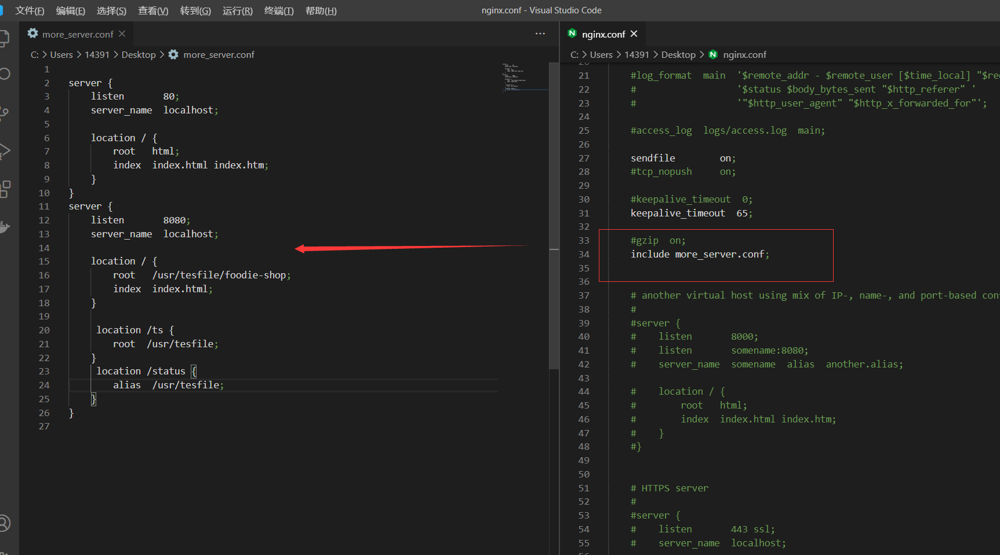 文件(F) 编辑(E) 选择(S) 查看(V) 转到(G) 运行(R) 终端(T) 帮助(H)
nginx.conf - Visual Studio Code
more_server.conf
C: > Users > 14391 > Desktop > more_server.conf
1
2 server {
3     listen       80;
4     server_name  localhost;
5
6     location / {
7         root   html;
8         index  index.html index.htm;
9     }
10 }
11 server {
12     listen       8080;
13     server_name  localhost;
14
15     location / {
16         root   /usr/tesfile/foodie-shop;
17         index  index.html;
18     }
19
20      location /ts {
21         root  /usr/tesfile;
22     }
23      location /status {
24         alias  /usr/tesfile;
25     }
26 }
27
nginx.conf
C: > Users > 14391 > Desktop > nginx.conf
21     #log_format  main  '$remote_addr - $remote_user [$time_local] "$re
22     #                  '$status $body_bytes_sent "$http_referer" '
23     #                  '"$http_user_agent" "$http_x_forwarded_for"';
24
25     #access_log  logs/access.log  main;
26
27     sendfile        on;
28     #tcp_nopush     on;
29
30     #keepalive_timeout  0;
31     keepalive_timeout  65;
32
33     #gzip  on;
34     include more_server.conf;
35
36
37     # another virtual host using mix of IP-, name-, and port-based con
38     #
39     #server {
40     #    listen       8000;
41     #    listen       somename:8080;
42     #    server_name  somename  alias  another.alias;
43
44     #    location / {
45     #        root   html;
46     #        index  index.html index.htm;
47     #    }
48     #}
49
50
51     # HTTPS server
52     #
53     #server {
54     #    listen       443 ssl;
55     #    server_name  localhost;